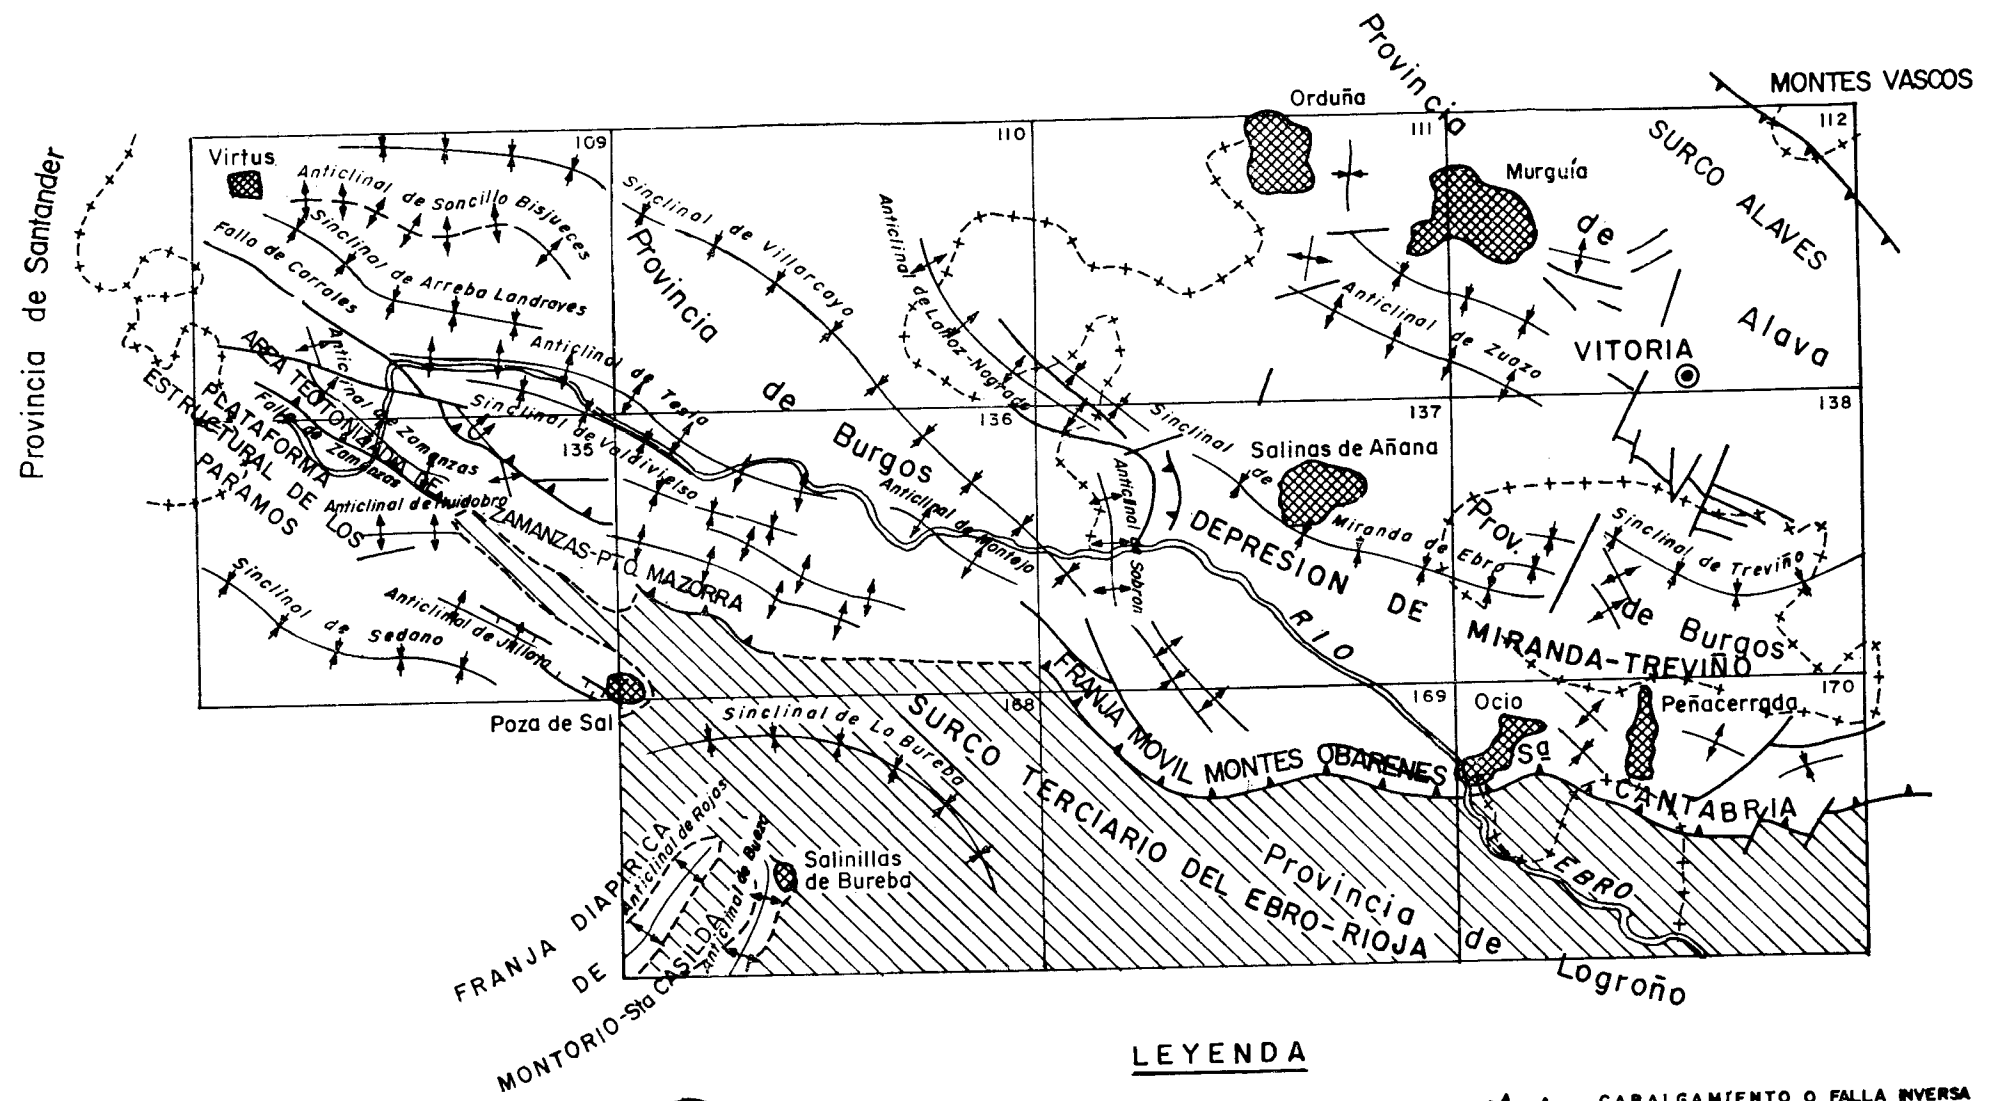 MONTES VASCOS
Provincia
Orduña
109
110
111
112
Virtus
Murguía
SURCO ALAVES
Provincia de Santander
Anticlinal de Soncillo Bisjueces
Sinclinal de Villarcayo
Sinclinal de Arreba Landraves
Falla de Corrales
Provincia
de
Burgos
de
Alava
Anticlinal de Zuazo
VITORIA
AREA TECTONIZADA DE ZAMANZAS-PTO MAZORRA
Anticlinal de Zamanzas
Falla de Zamanzas
PLATAFORMA
ESTRUCTURAL DE LOS
PARAMOS
Anticlinal de Tesla
Sinclinal de Valdivielso
135
136
137
138
Anticlinal de Huidobro
Anticlinal de Montejo
Anticlinal de Sobron
Sinclinal de Miranda de Ebro
Salinas de Añana
DEPRESION DE MIRANDA-TREVIÑO
Prov.
de Burgos
Sinclinal de Treviño
Sinclinal de Sedano
RIO
EBRO
Poza de Sal
168
169
170
Ocio
Peñacerrada
Sª
CANTABRIA
FRANJA MOVIL MONTES OBARENES
Sinclinal de La Bureba
SURCO TERCIARIO DEL EBRO-RIOJA
Provincia
de
Logroño
Salinillas
de Bureba
Anticlinal de Rojas
Anticlinal de Buezo
FRANJA DIAPIRICA
DE
MONTORIO-Sta CASILDA
LEYENDA
CABALGAMIENTO O FALLA INVERSA